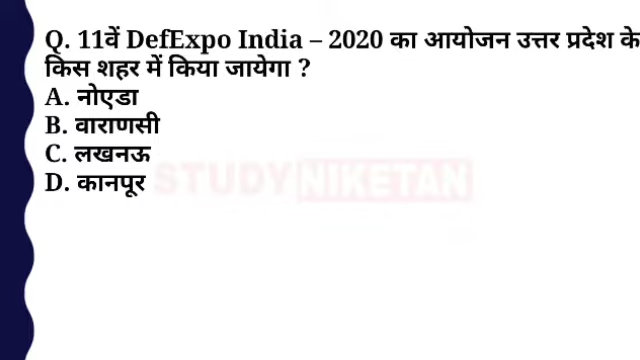 Q. 11वें DefExpo India – 2020 का आयोजन उत्तर प्रदेश के
किस शहर में किया जायेगा ?
A. नोएडा
B. वाराणसी
C. लखनऊ
D. कानपूर
STUDY NIKETAN